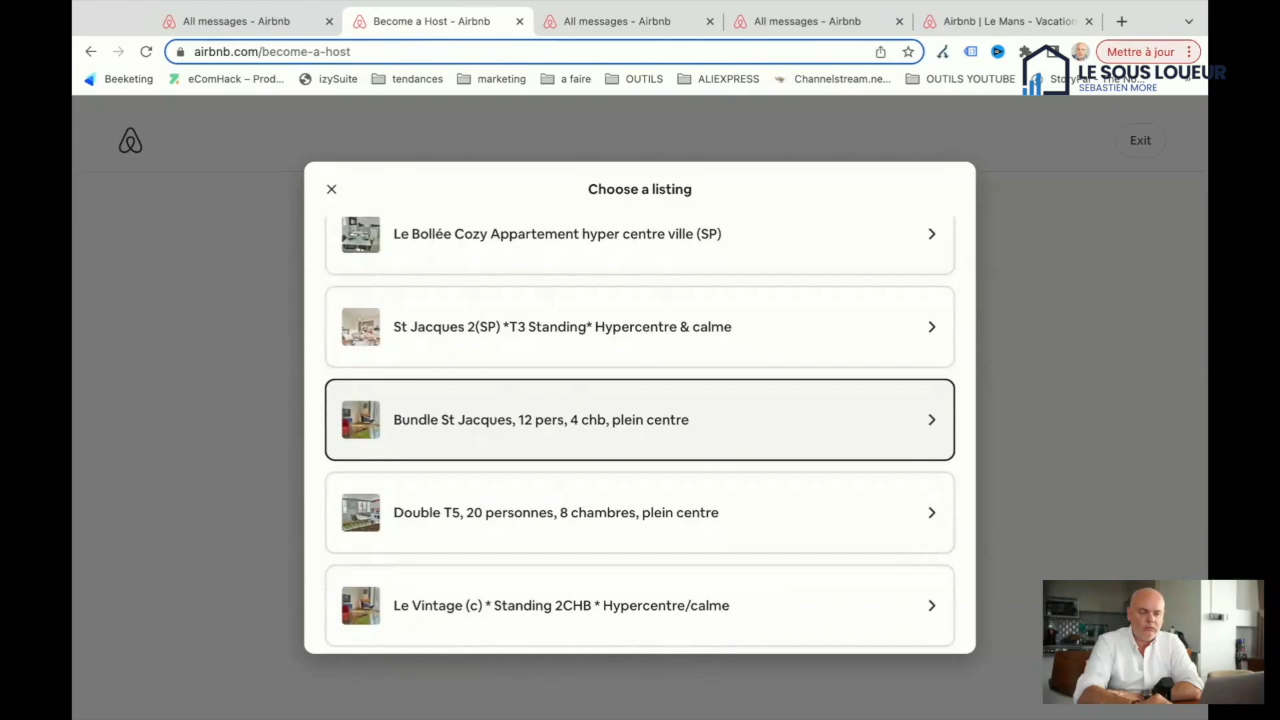 All messages - Airbnb
Become a Host - Airbnb
All messages - Airbnb
All messages - Airbnb
Airbnb | Le Mans - Vacation
airbnb.com/become-a-host
Mettre à jour
Beeketing
eComHack – Prod...
izySuite
tendances
marketing
a faire
OUTILS
ALIEXPRESS
Channelstream.ne...
OUTILS YOUTUBE
LE SOUS LOUEUR
SEBASTIEN MORE
Exit
Choose a listing
Le Bollée Cozy Appartement hyper centre ville (SP)
St Jacques 2(SP) *T3 Standing* Hypercentre & calme
Bundle St Jacques, 12 pers, 4 chb, plein centre
Double T5, 20 personnes, 8 chambres, plein centre
Le Vintage (c) * Standing 2CHB * Hypercentre/calme